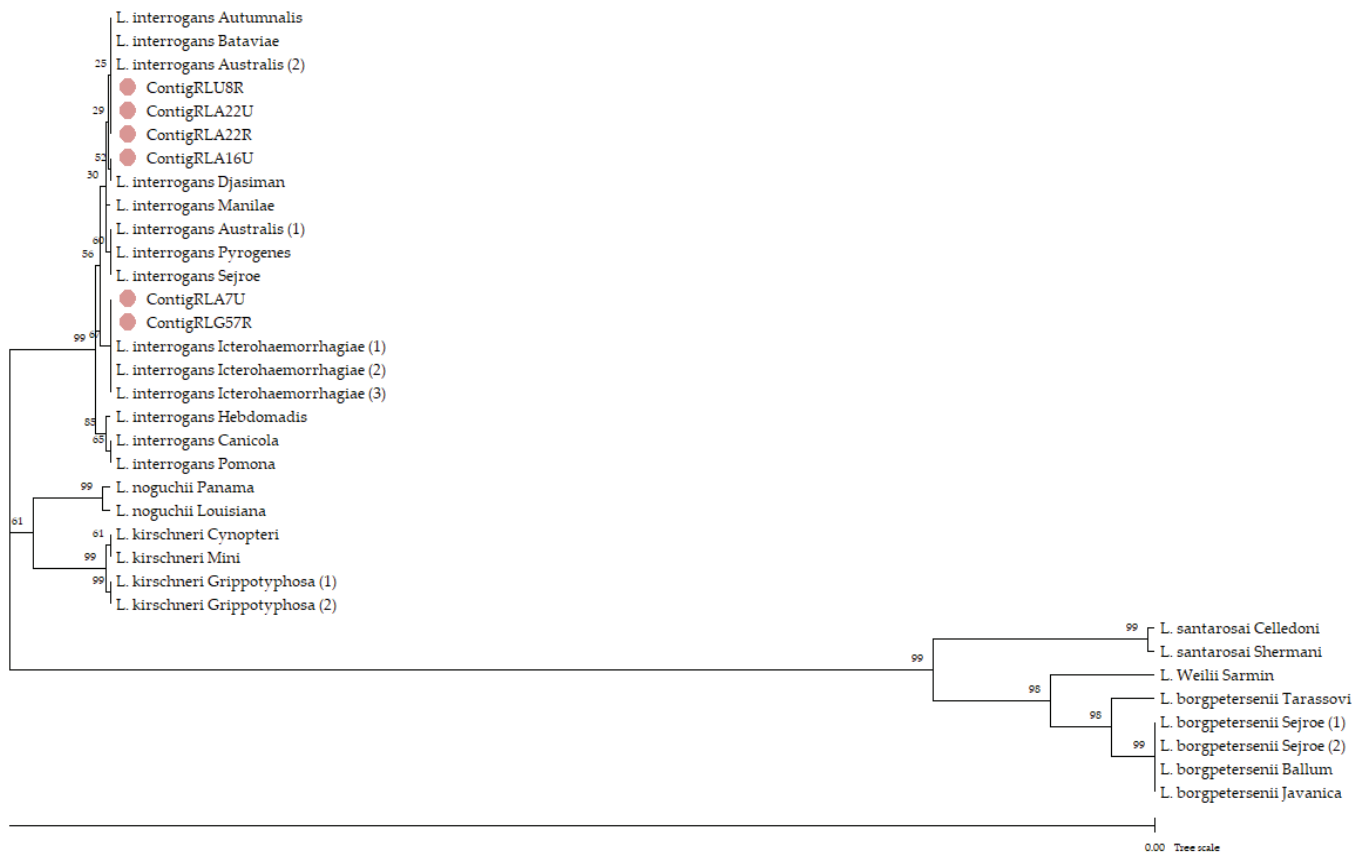 L. interrogans Autumnalis
L. interrogans Bataviae
25
L. interrogans Australis (2)
ContigRLU8R
29
ContigRLA22U
ContigRLA22R
52
ContigRLA16U
30
L. interrogans Djasiman
L. interrogans Manilae
L. interrogans Australis (1)
60
56
L. interrogans Pyrogenes
L. interrogans Sejroe
ContigRLA7U
ContigRLG57R
99
L. interrogans Icterohaemorrhagiae (1)
L. interrogans Icterohaemorrhagiae (2)
L. interrogans Icterohaemorrhagiae (3)
L. interrogans Hebdomadis
65
L. interrogans Canicola
L. interrogans Pomona
99
L. noguchii Panama
L. noguchii Louisiana
61
61
L. kirschneri Cynopteri
99
L. kirschneri Mini
99
L. kirschneri Grippotyphosa (1)
L. kirschneri Grippotyphosa (2)
99
L. santarosai Celledoni
99
L. santarosai Shermani
L. Weilii Sarmin
98
L. borgpetersenii Tarassovi
98
L. borgpetersenii Sejroe (1)
99
L. borgpetersenii Sejroe (2)
L. borgpetersenii Ballum
L. borgpetersenii Javanica
0.00 Tree scale